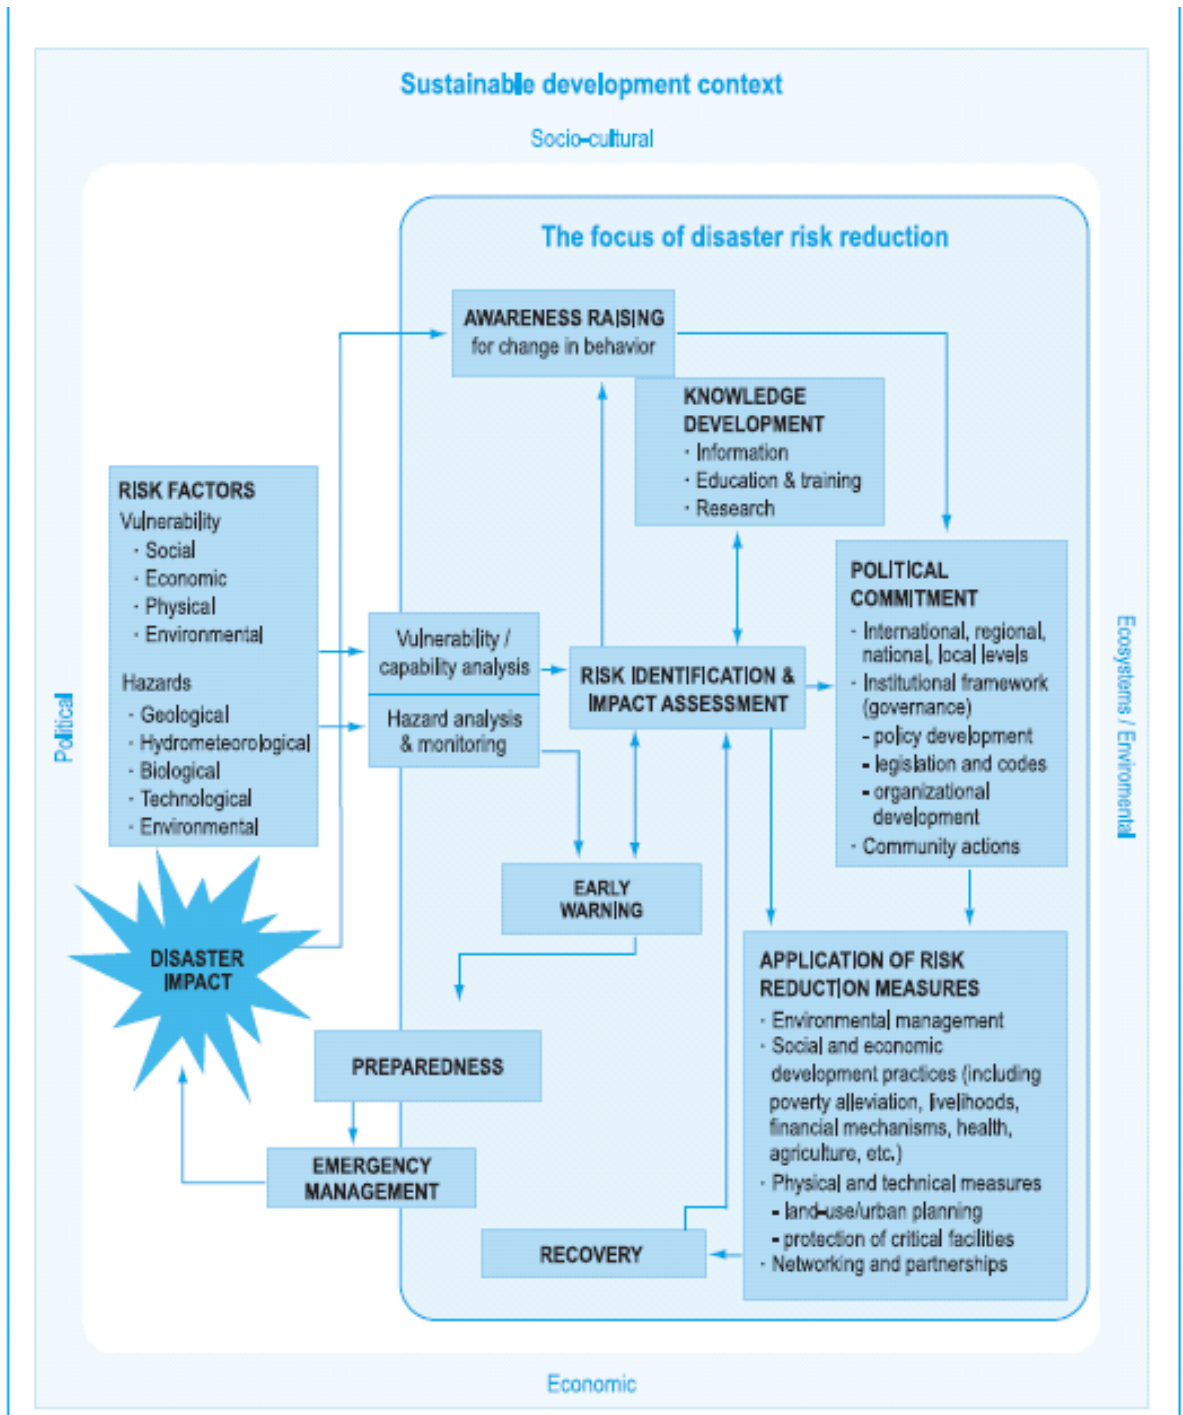 Sustainable development context
Socio-cultural
The focus of disaster risk reduction
AWARENESS RAISING
for change in behavior
KNOWLEDGE
DEVELOPMENT
· Information
· Education & training
· Research
RISK FACTORS
Vulnerability
· Social
· Economic
· Physical
· Environmental
Hazards
· Geological
· Hydrometeorological
· Biological
· Technological
· Environmental
Vulnerability /
capability analysis
Hazard analysis
& monitoring
RISK IDENTIFICATION &
IMPACT ASSESSMENT
POLITICAL
COMMITMENT
· International, regional,
national, local levels
· Institutional framework
(governance)
- policy development
- legislation and codes
- organizational
development
· Community actions
Political
Ecosystems / Enviromental
EARLY
WARNING
DISASTER
IMPACT
PREPAREDNESS
EMERGENCY
MANAGEMENT
APPLICATION OF RISK
REDUCTION MEASURES
· Environmental management
· Social and economic
development practices (including
poverty alleviation, livelihoods,
financial mechanisms, health,
agriculture, etc.)
· Physical and technical measures
- land-use/urban planning
- protection of critical facilities
· Networking and partnerships
RECOVERY
Economic